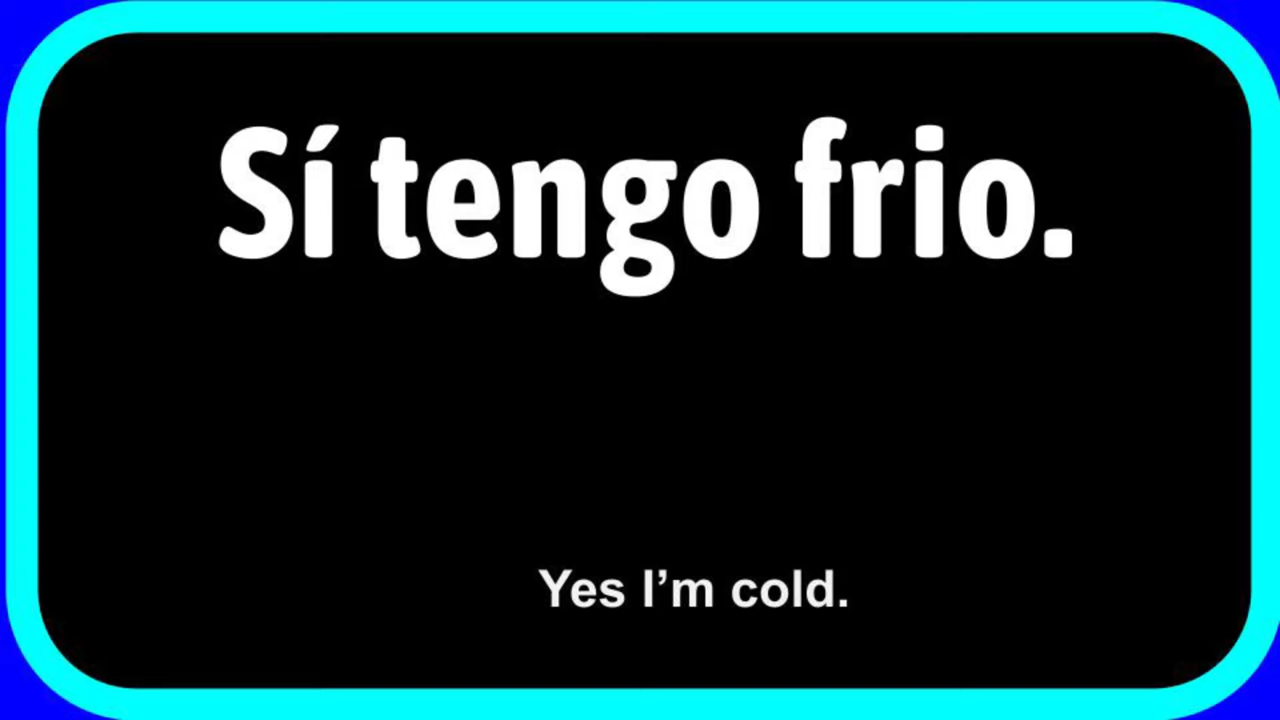 Sí tengo frio.
Yes I’m cold.